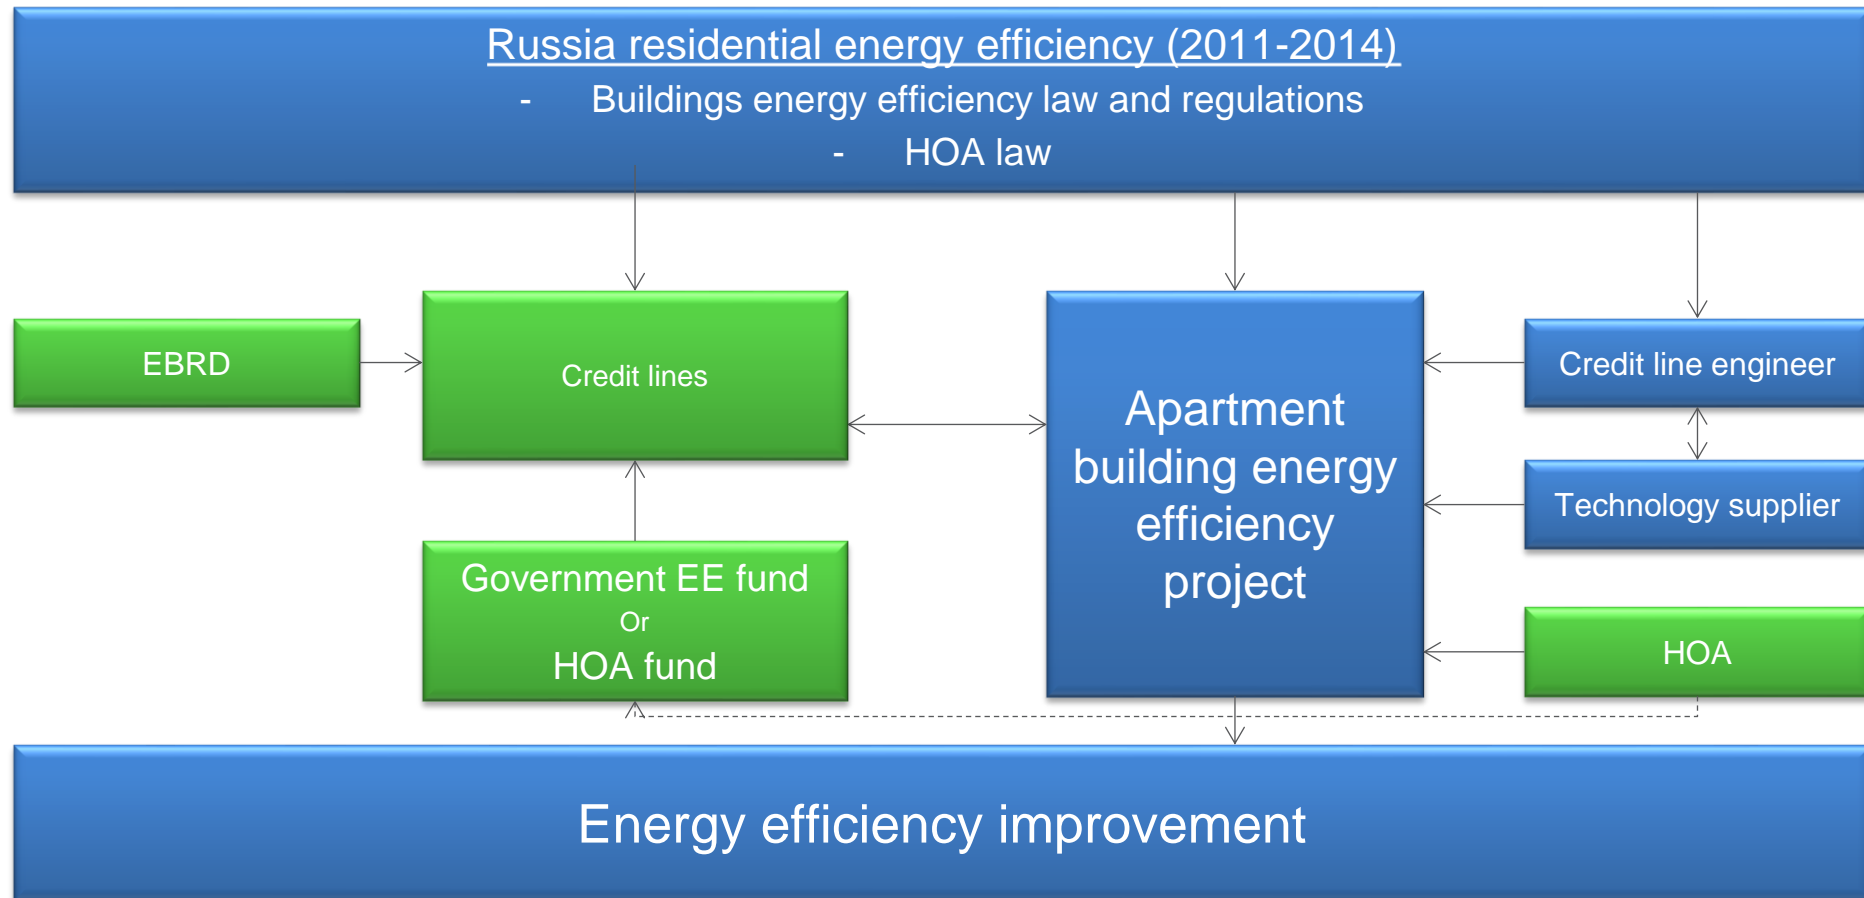 Russia residential energy efficiency (2011-2014)
- Buildings energy efficiency law and regulations
- HOA law
EBRD
Credit lines
Government EE fund
Or
HOA fund
Apartment
building energy
efficiency
project
Credit line engineer
Technology supplier
HOA
Energy efficiency improvement